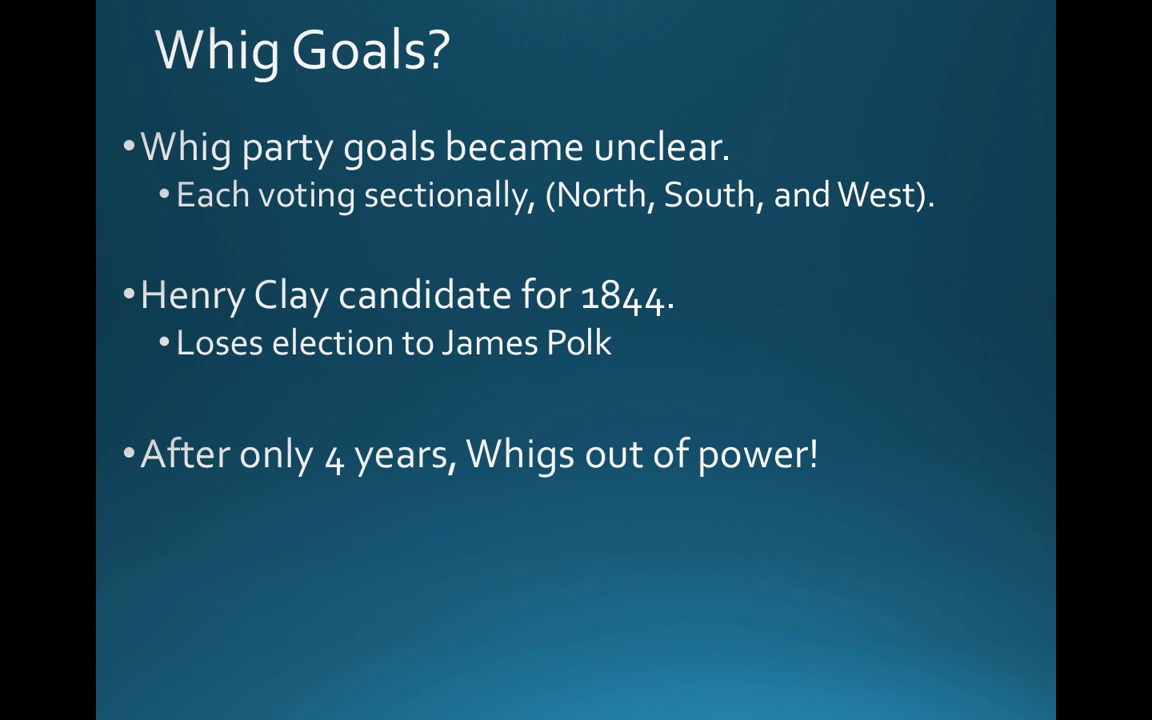 Whig Goals?
•Whig party goals became unclear.
•Each voting sectionally, (North, South, and West).
•Henry Clay candidate for 1844.
•Loses election to James Polk
•After only 4 years, Whigs out of power!